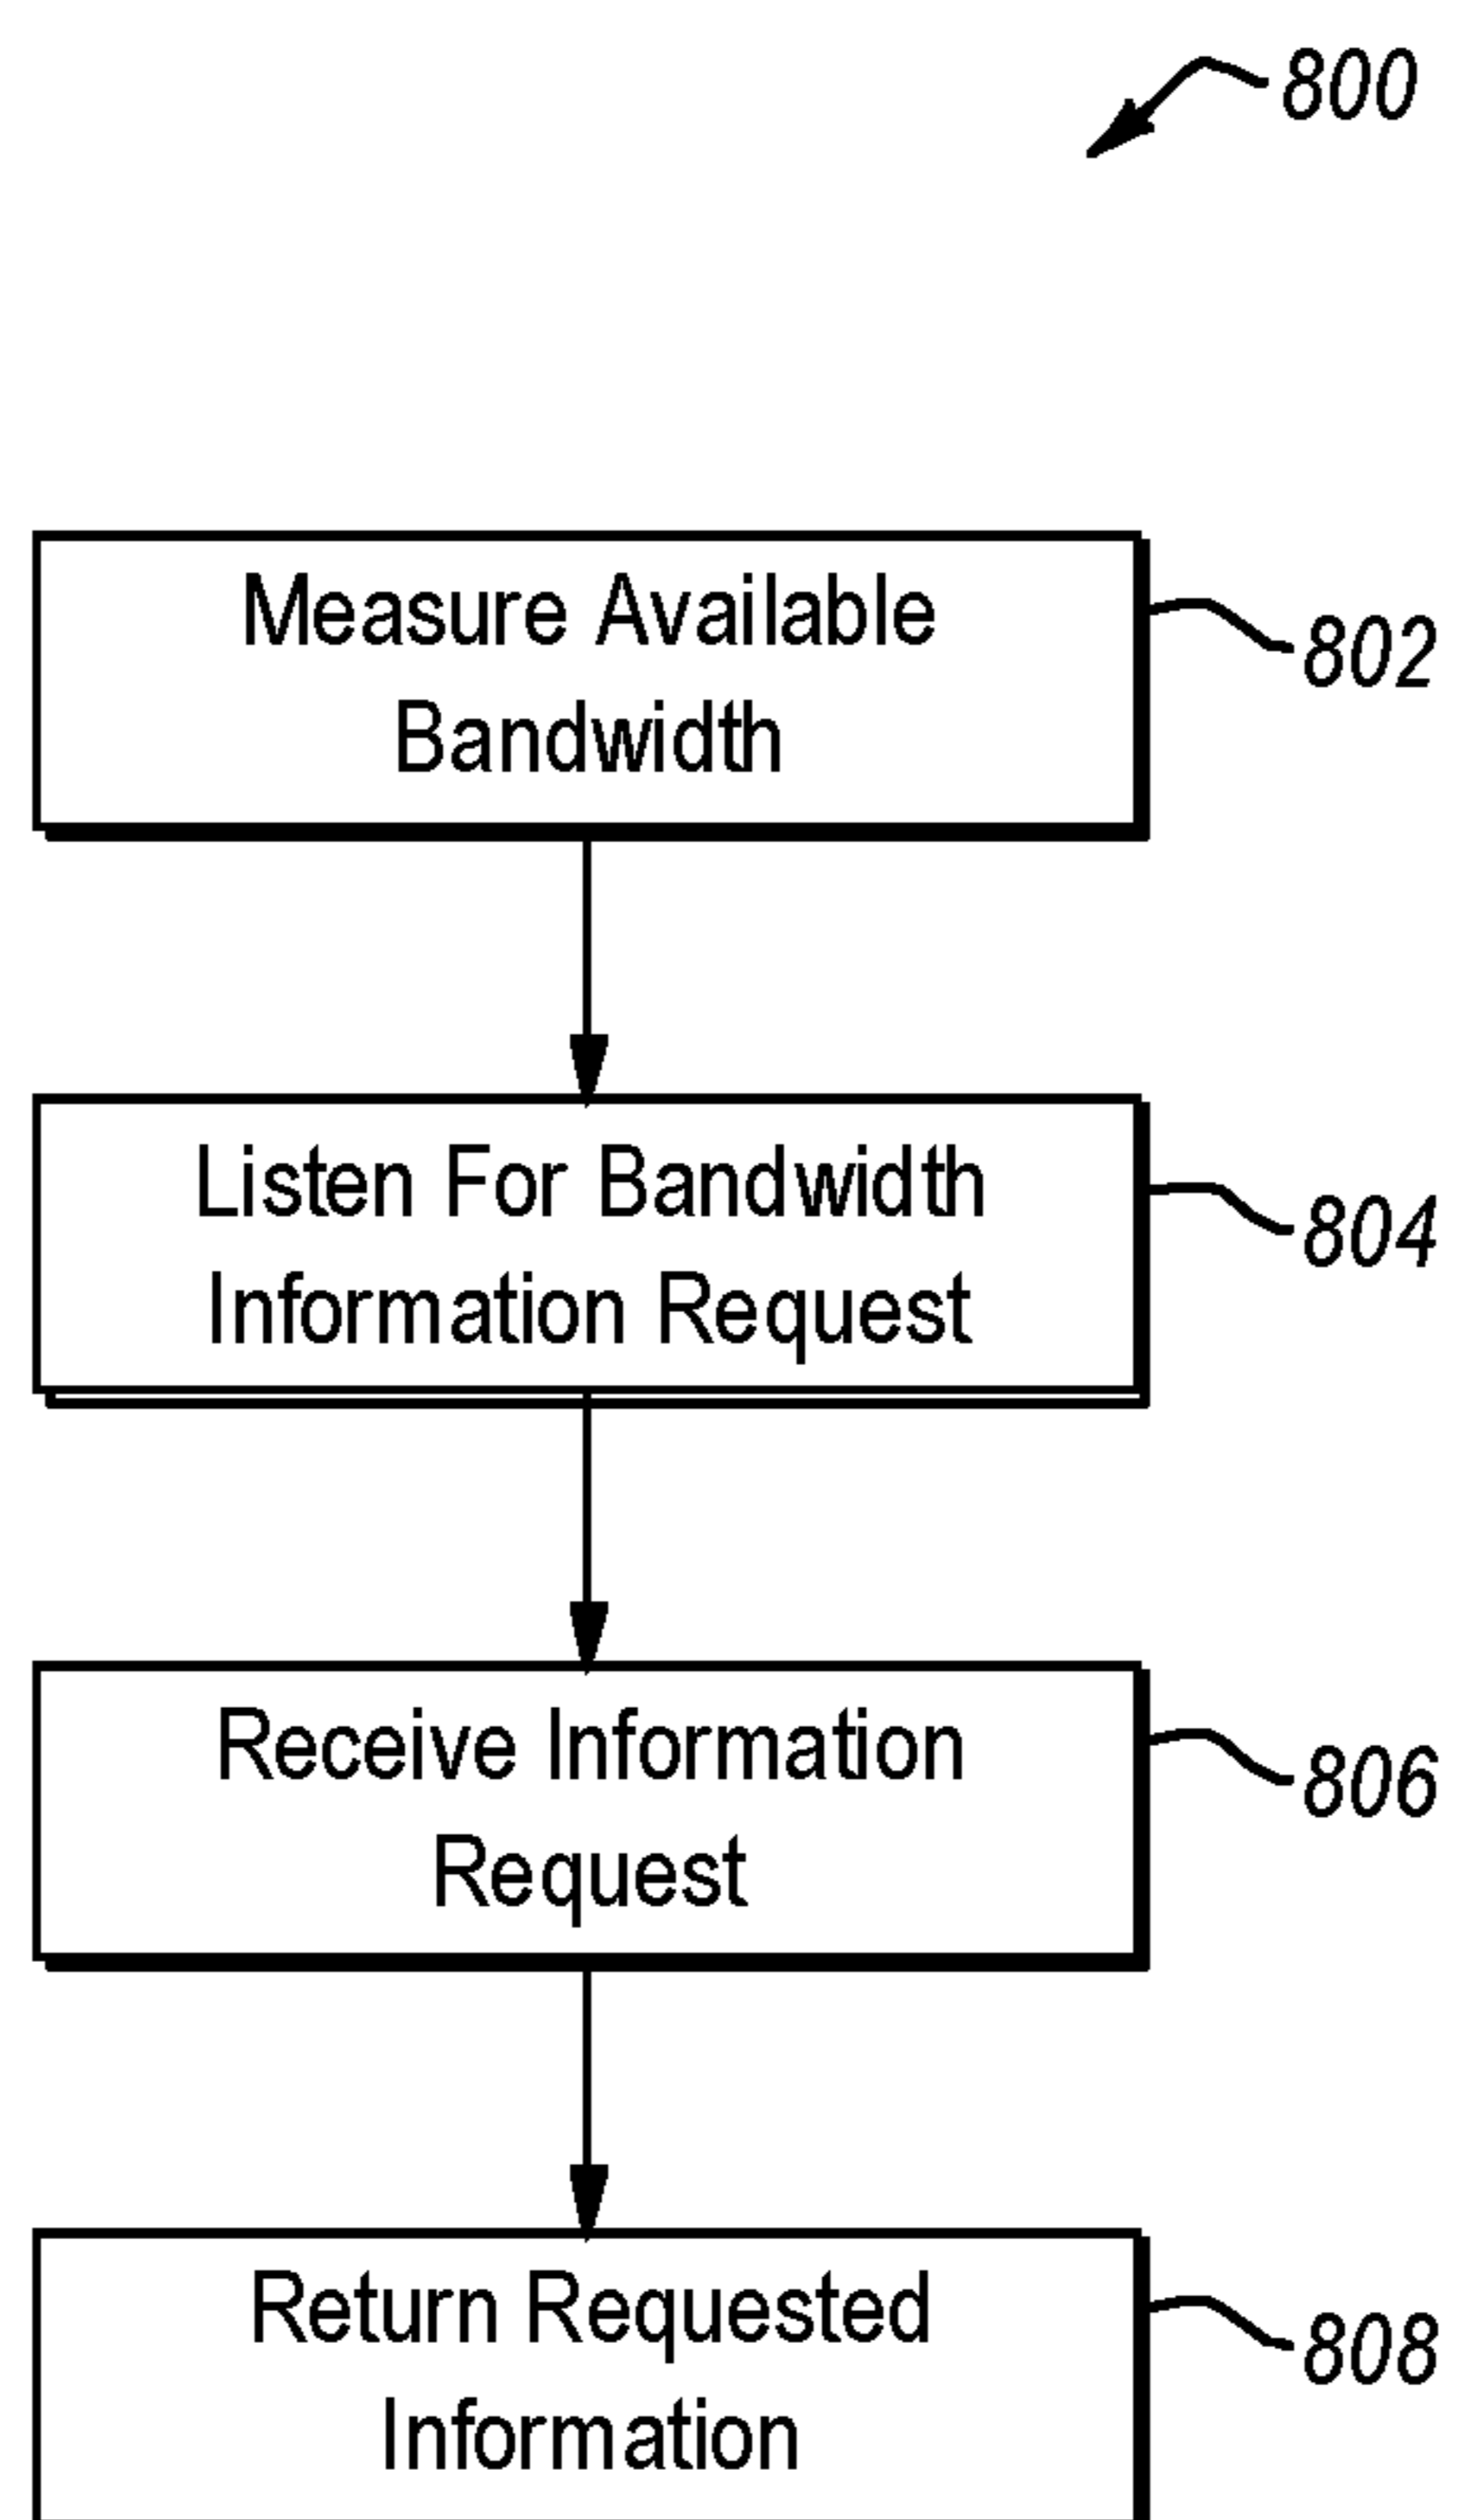 800
Measure Available
Bandwidth
802
Listen For Bandwidth
Information Request
804
Receive Information
Request
806
Return Requested
Information
808